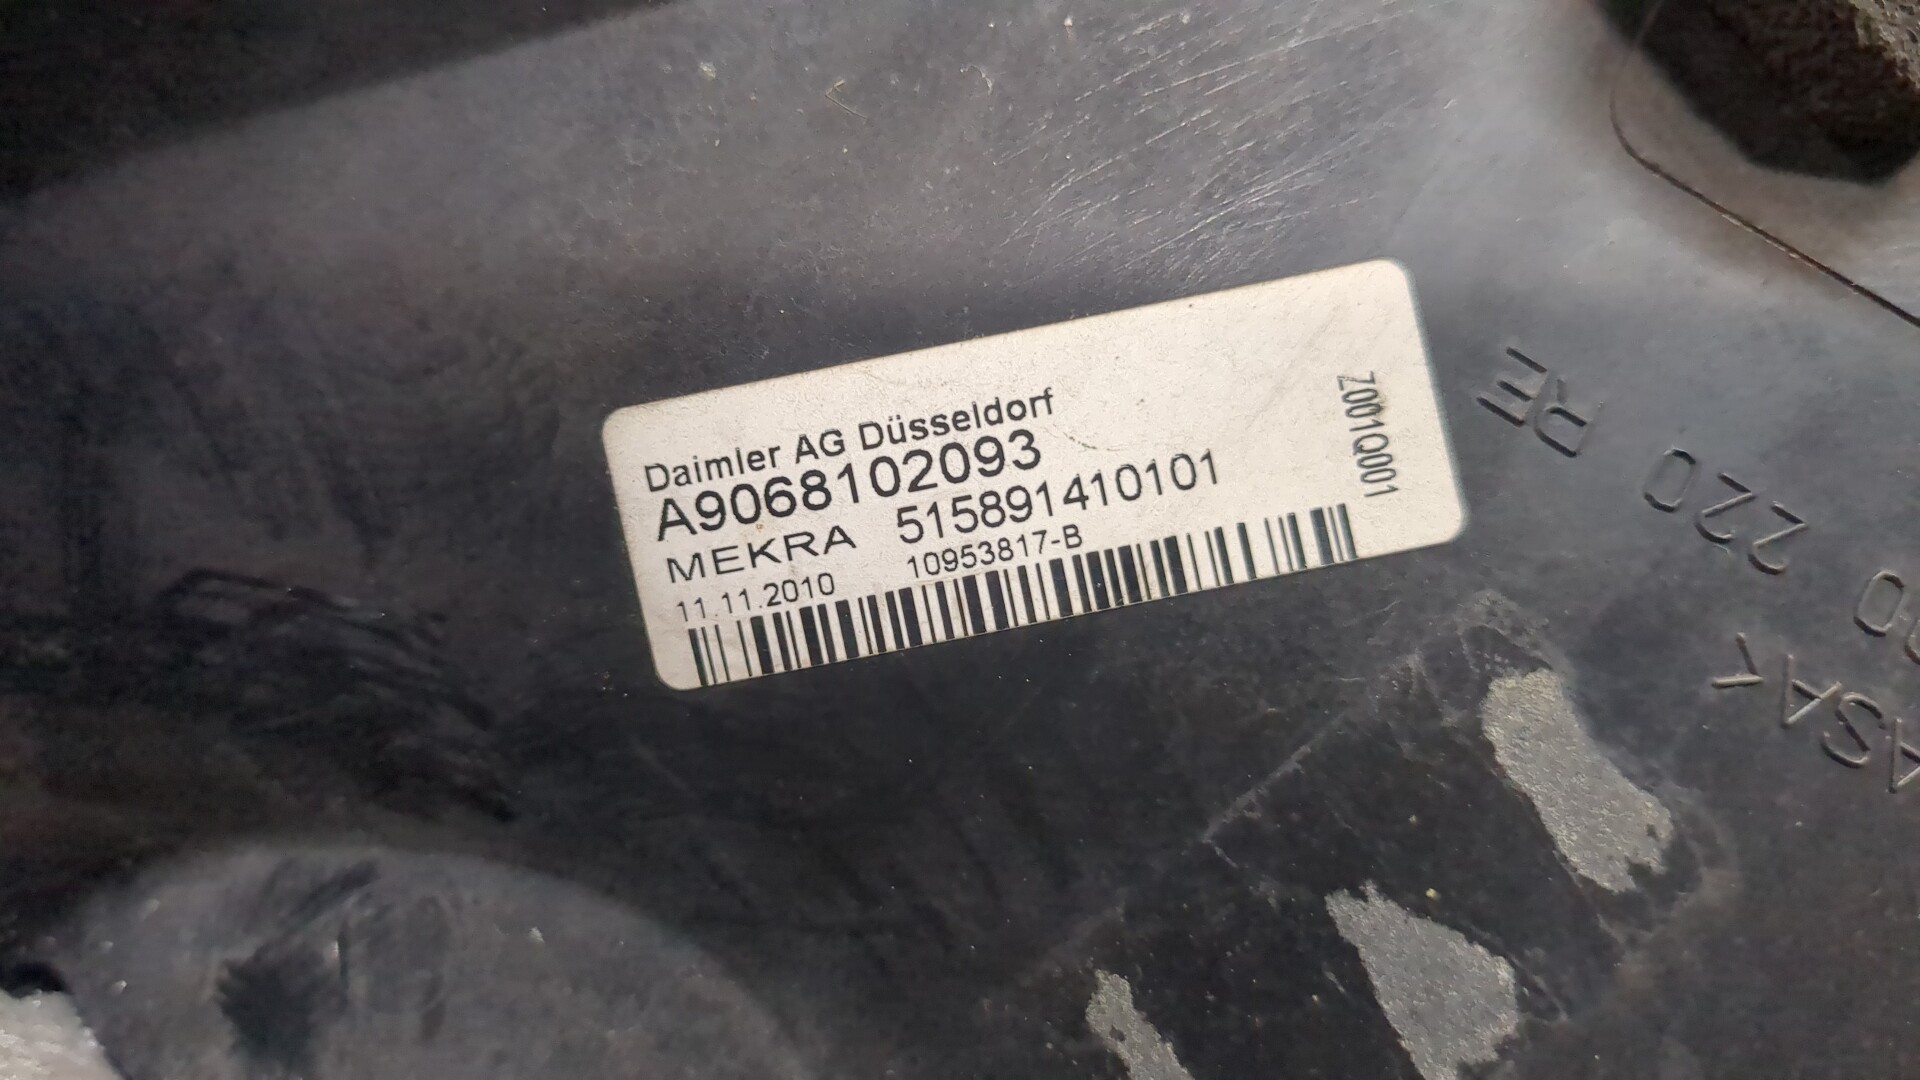 Daimler AG Düsseldorf
A9068102093
MEKRA 515891410101
11.11.2010 10953817-B
Z001Q001
220 RE